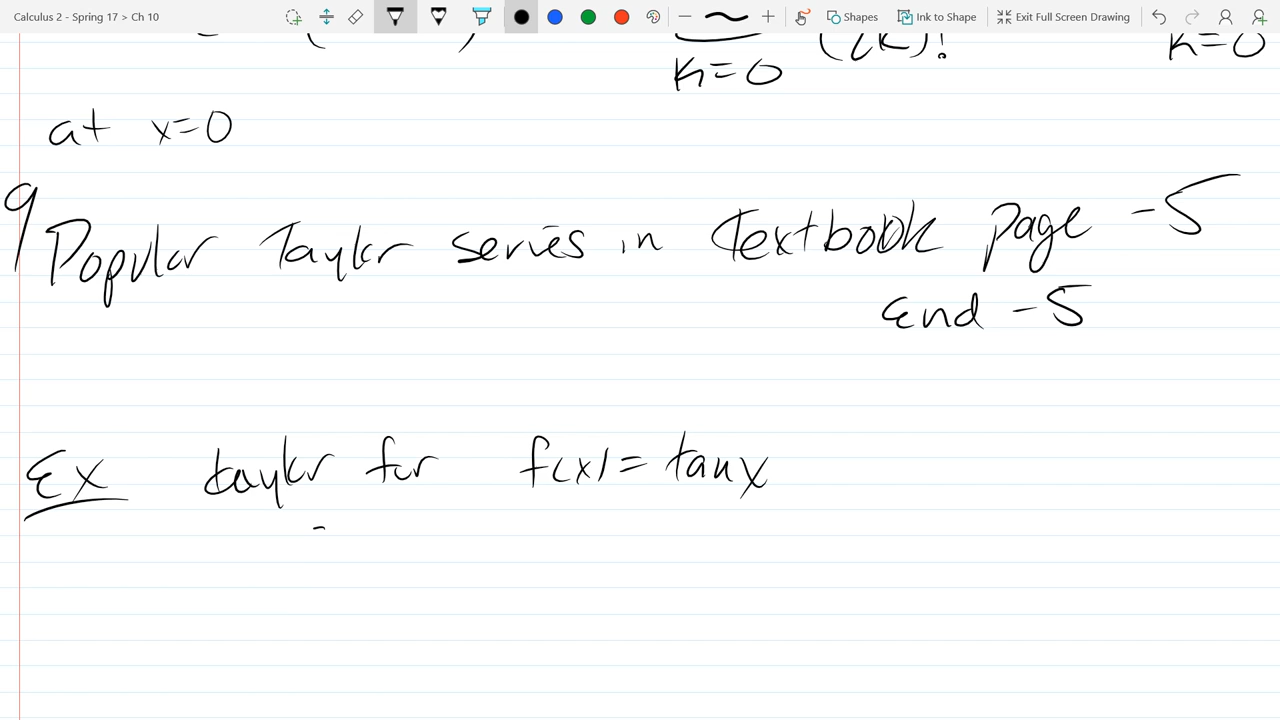 Calculus 2 - Spring 17 > Ch 10
Shapes
Ink to Shape
Exit Full Screen Drawing
k=0
(2k)!
k=0
at x=0
9 Popular Taylor series in textbook page -5
end -5
Ex taylor for f(x) = tan x